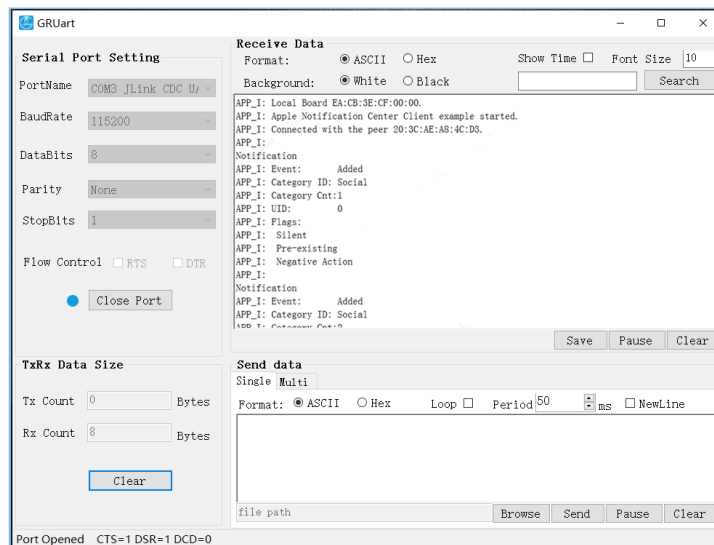 GRUart
Serial Port Setting
PortName COM3 JLink CDC UA
BaudRate 115200
DataBits 8
Parity None
StopBits 1
Flow Control RTS DTR
Close Port
TxRx Data Size
Tx Count 0 Bytes
Rx Count 8 Bytes
Clear
Receive Data
Format: ASCII Hex Show Time Font Size 10
Background: White Black Search
APP_I: Local Board EA:CB:3E:CF:00:00.
APP_I: Apple Notification Center Client example started.
APP_I: Connected with the peer 20:3C:AE:A8:4C:D3.
APP_I:
Notification
APP_I: Event: Added
APP_I: Category ID: Social
APP_I: Category Cnt:1
APP_I: UID: 0
APP_I: Flags:
APP_I: Silent
APP_I: Pre-existing
APP_I: Negative Action
APP_I:
Notification
APP_I: Event: Added
APP_I: Category ID: Social
APP_I: Category Cnt:2
Save Pause Clear
Send data
Single Multi
Format: ASCII Hex Loop Period 50 ms NewLine
file path Browse Send Pause Clear
Port Opened CTS=1 DSR=1 DCD=0